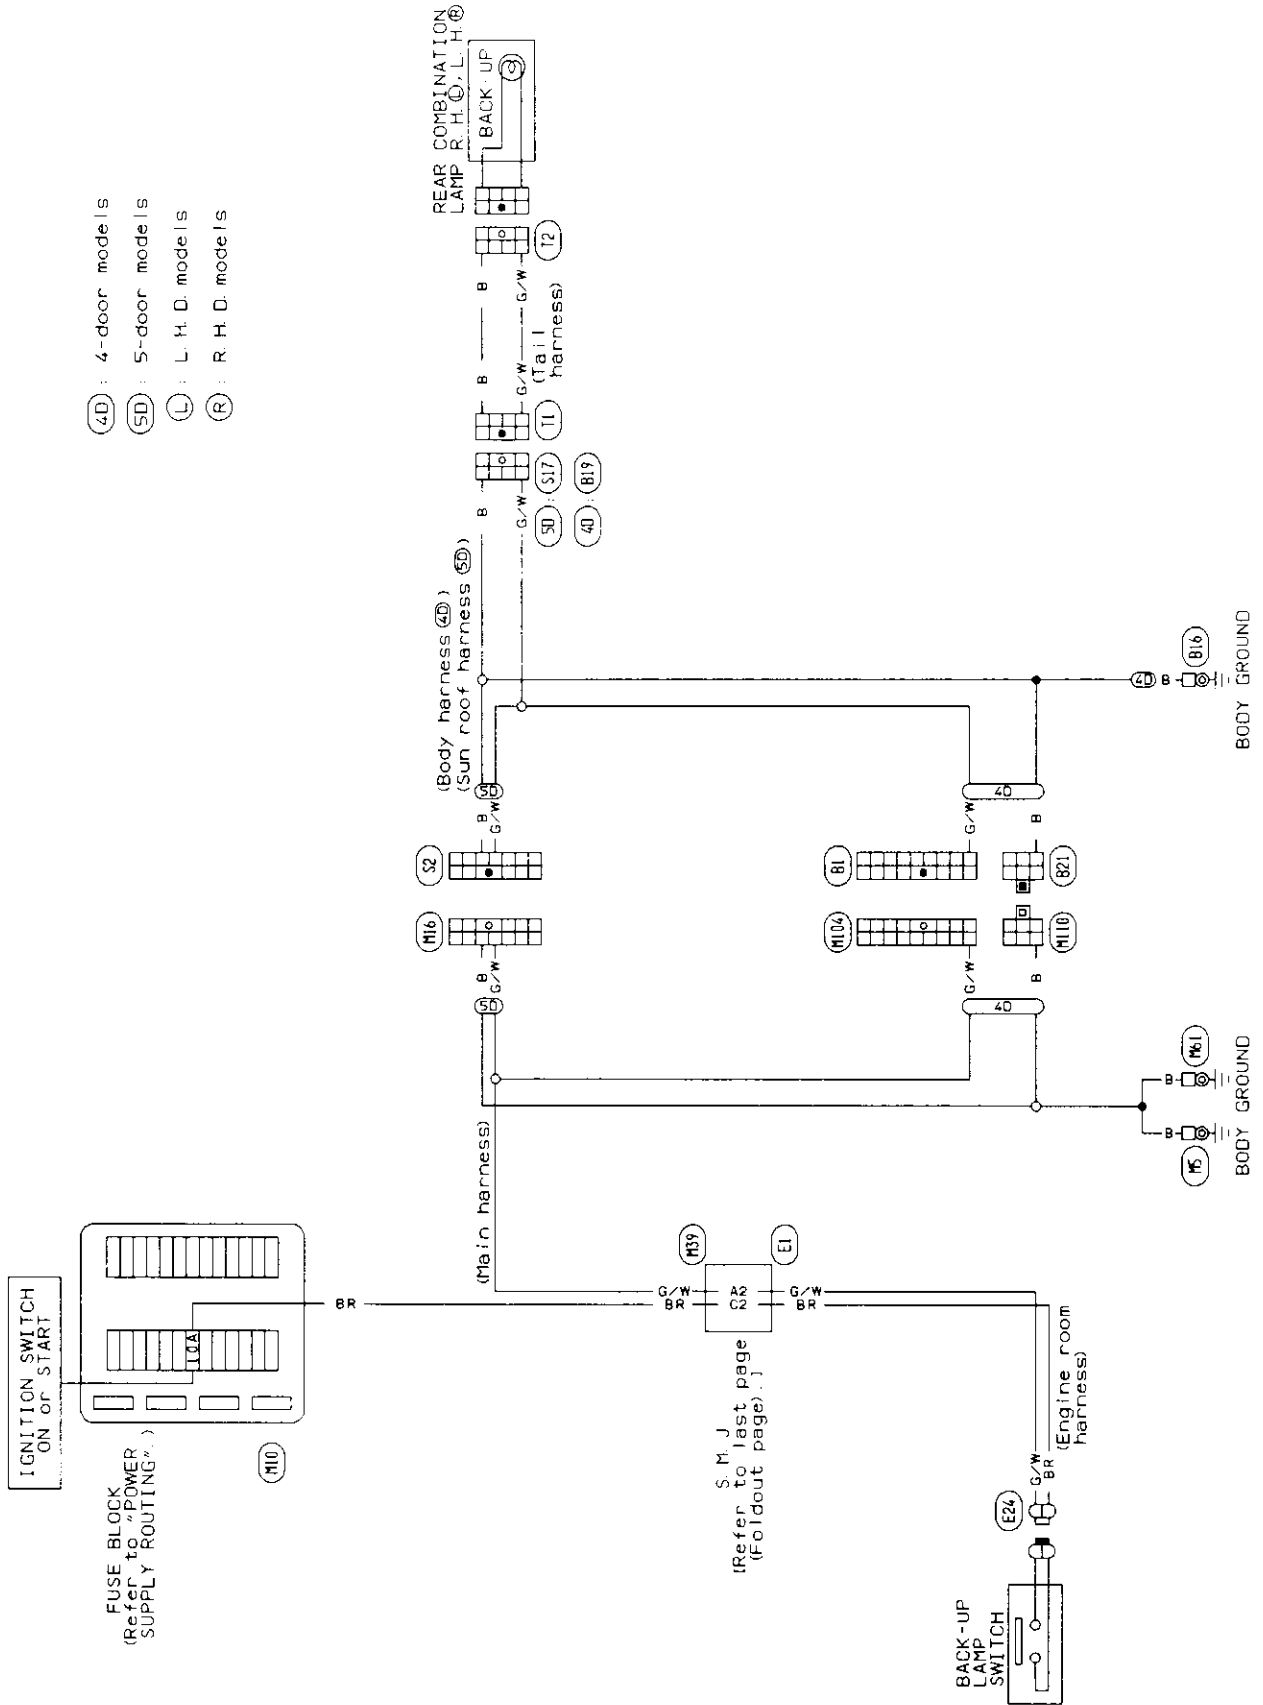 IGNITION SWITCH
ON or START
FUSE BLOCK
(Refer to "POWER
SUPPLY ROUTING".)
10A
M10
BR
4D : 4-door models
5D : 5-door models
L : L. H. D. models
R : R. H. D. models
REAR COMBINATION
LAMP R. H. L, L. H. R
BACK-UP
T2
B
G/W
(Tail
harness)
B
G/W
T1
5D : S17
4D : B19
B
G/W
(Body harness 4D)
(Sun roof harness 5D)
5D
B
G/W
S2
M16
B
G/W
5D
(Main harness)
4D
G/W
B
B1
B21
M104
M110
G/W
B
4D
4D
B
B16
BODY GROUND
B
M61
B
M5
BODY GROUND
M39
E1
G/W
A2
G/W
BR
C2
BR
S. M. J
[Refer to last page
(Foldout page).]
(Engine room
harness)
G/W
BR
E24
BACK-UP
LAMP
SWITCH